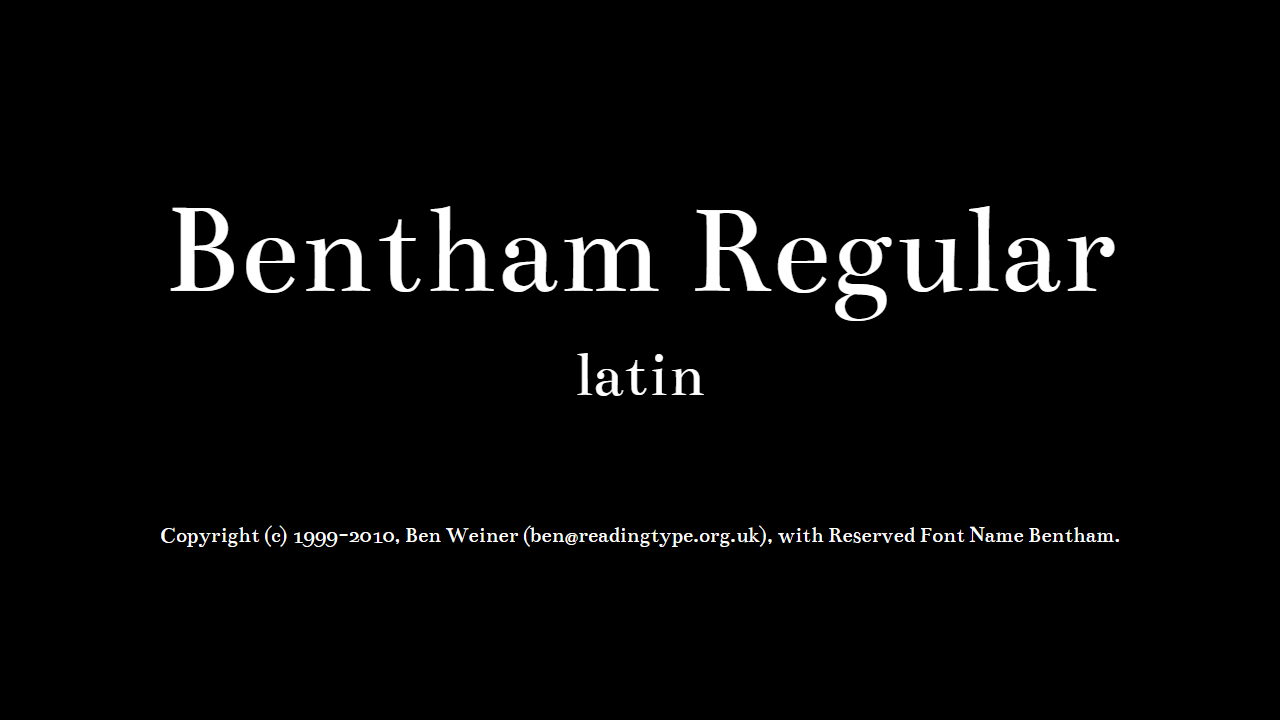 Bentham Regular
latin
Copyright (c) 1999-2010, Ben Weiner (ben@readingtype.org.uk), with Reserved Font Name Bentham.